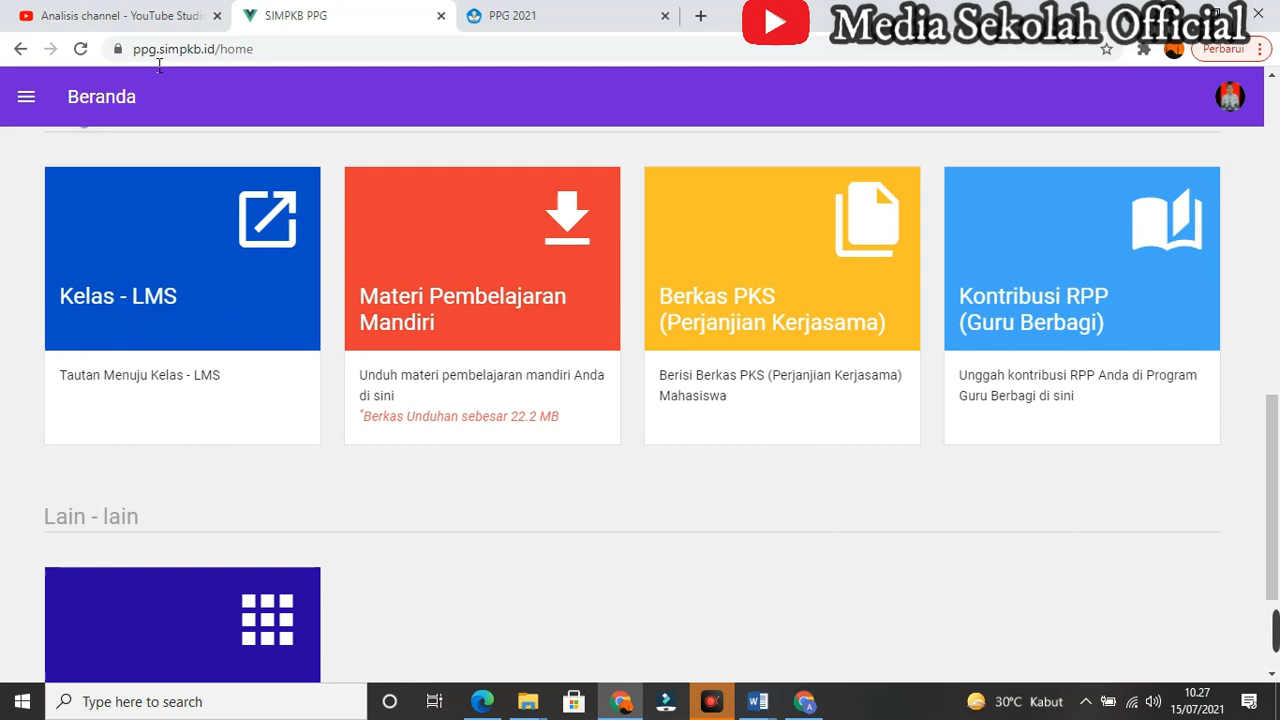 Analisis channel - YouTube Studi
SIMPKB PPG
PPG 2021
Media Sekolah Official
ppg.simpkb.id/home
Perbarui
Beranda
Kelas - LMS
Tautan Menuju Kelas - LMS
Materi Pembelajaran
Mandiri
Unduh materi pembelajaran mandiri Anda
di sini
*Berkas Unduhan sebesar 22.2 MB
Berkas PKS
(Perjanjian Kerjasama)
Berisi Berkas PKS (Perjanjian Kerjasama)
Mahasiswa
Kontribusi RPP
(Guru Berbagi)
Unggah kontribusi RPP Anda di Program
Guru Berbagi di sini
Lain - lain
Type here to search
30°C Kabut
10.27
15/07/2021